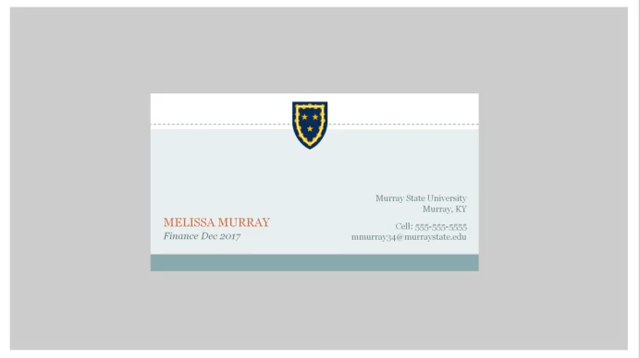 MELISSA MURRAY
Finance Dec 2017
Murray State University
Murray, KY
Cell: 555-555-5555
mmurray34@murraystate.edu